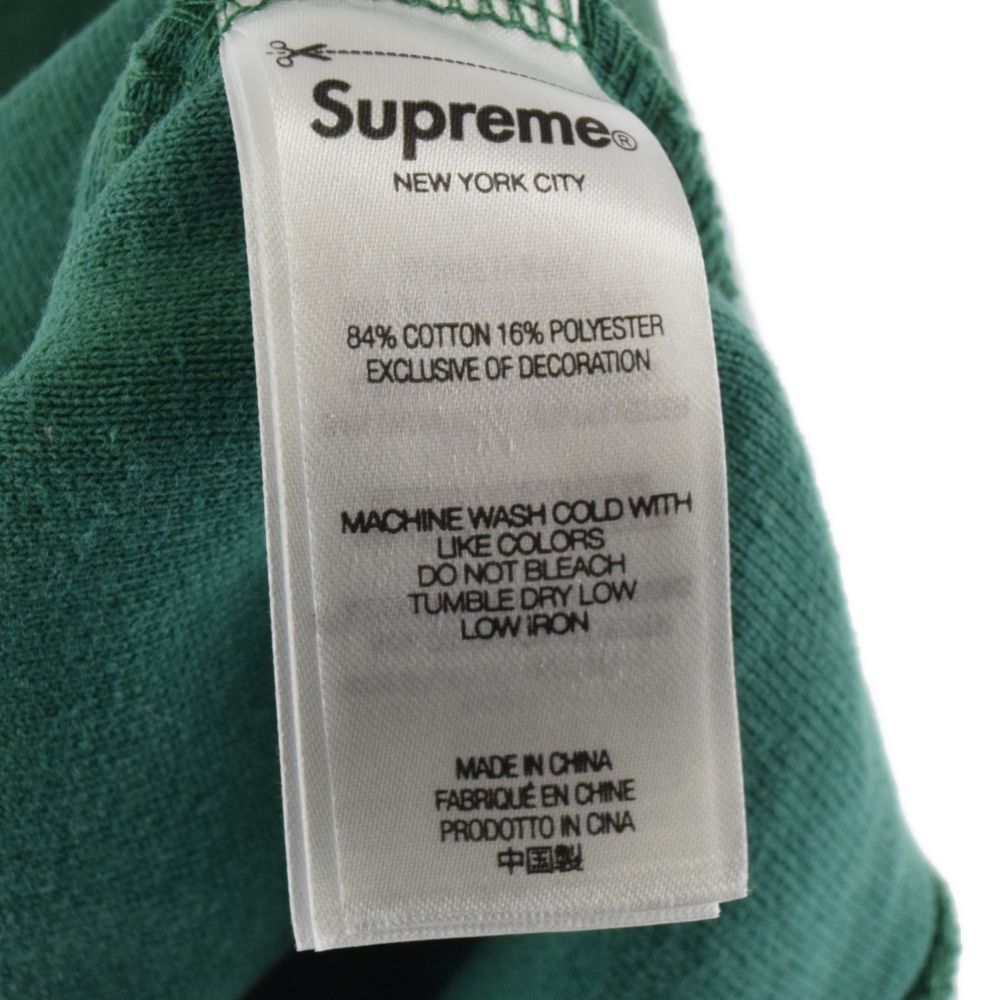 Supreme®
NEW YORK CITY
84% COTTON 16% POLYESTER
EXCLUSIVE OF DECORATION
MACHINE WASH COLD WITH
LIKE COLORS
DO NOT BLEACH
TUMBLE DRY LOW
LOW IRON
MADE IN CHINA
FABRIQUÉ EN CHINE
PRODOTTO IN CINA
中国製